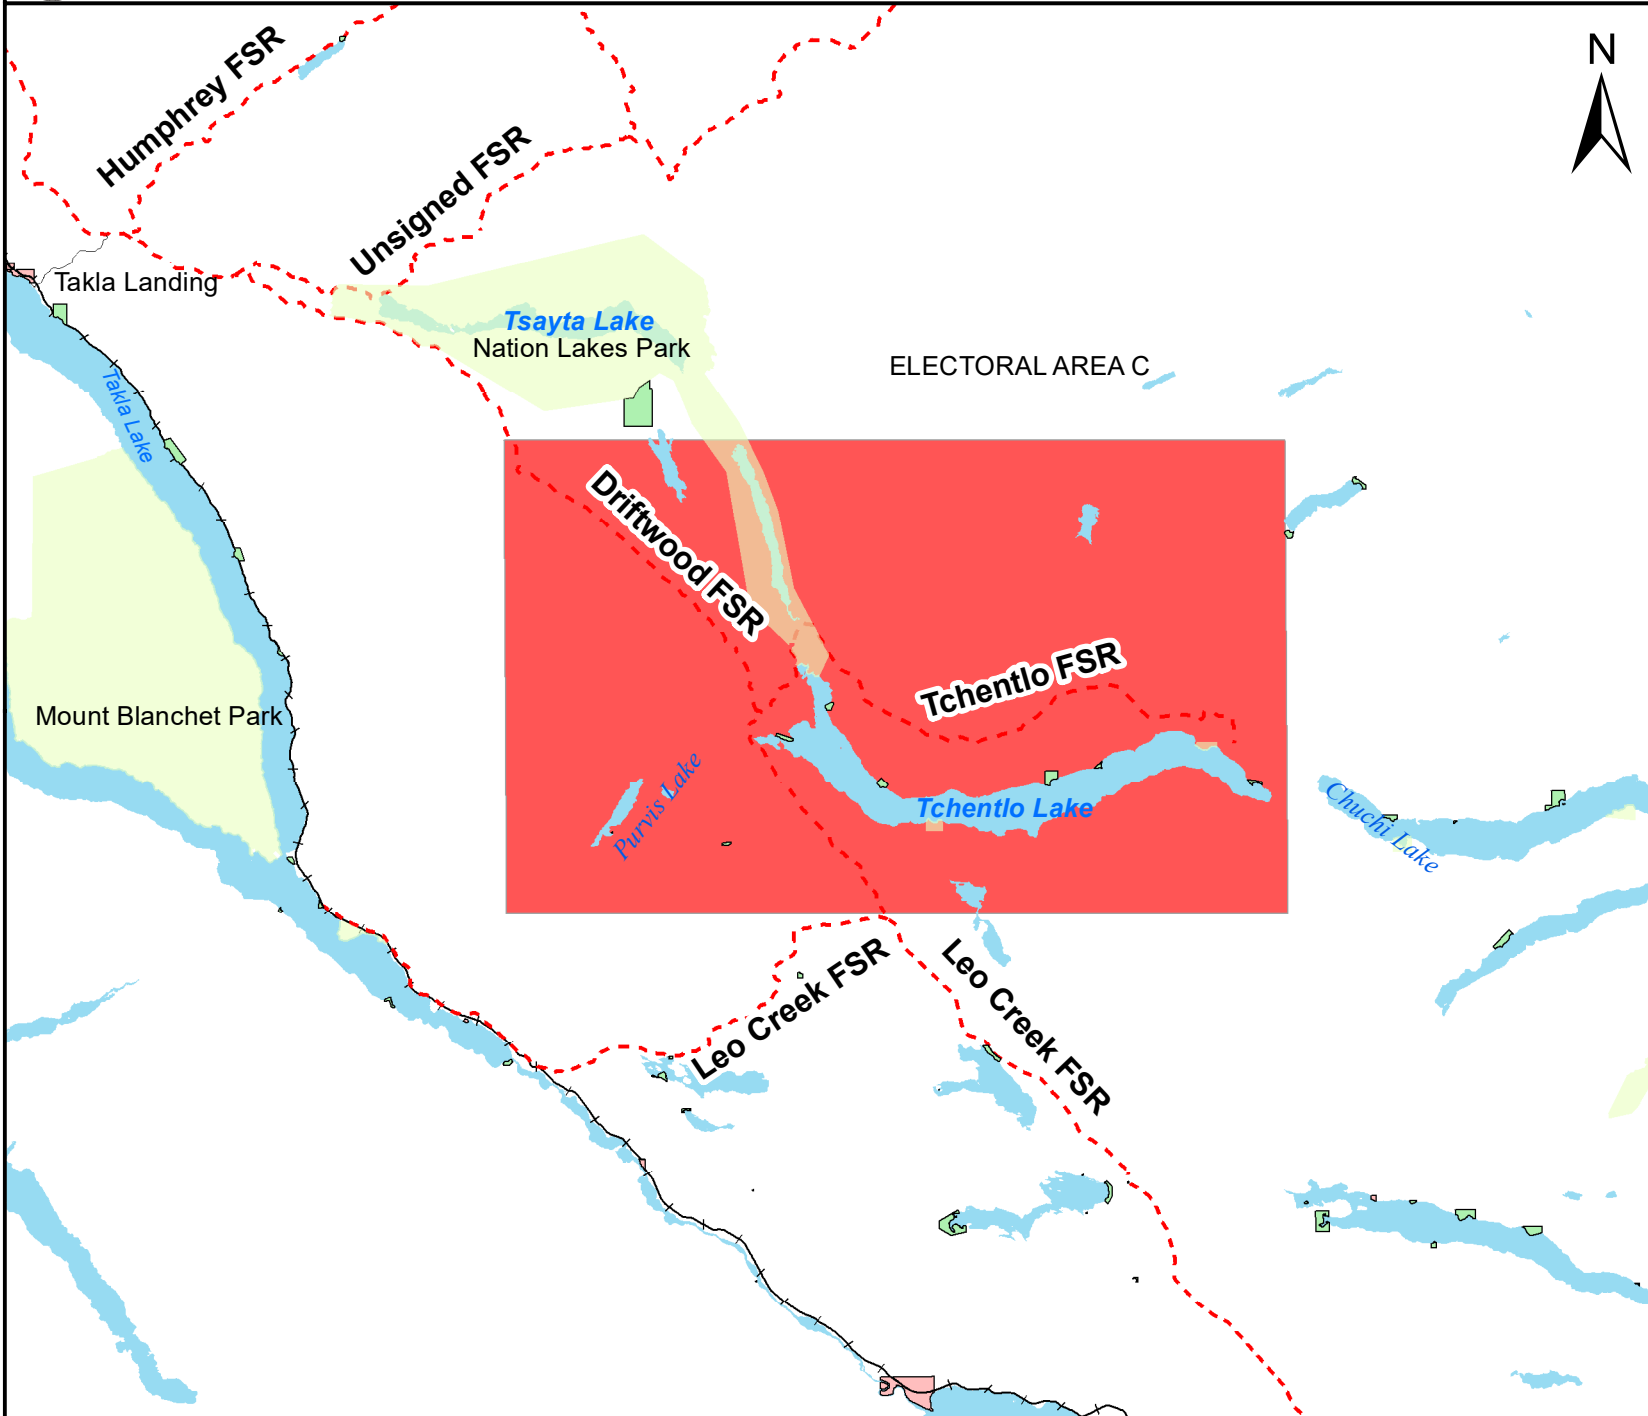 N
Humphrey FSR
Unsigned FSR
Takla Landing
Tsayta Lake
Nation Lakes Park
ELECTORAL AREA C
Takla Lake
Driftwood FSR
Tchentlo FSR
Mount Blanchet Park
Purvis Lake
Tchentlo Lake
Chuchi Lake
Leo Creek FSR
Leo Creek FSR